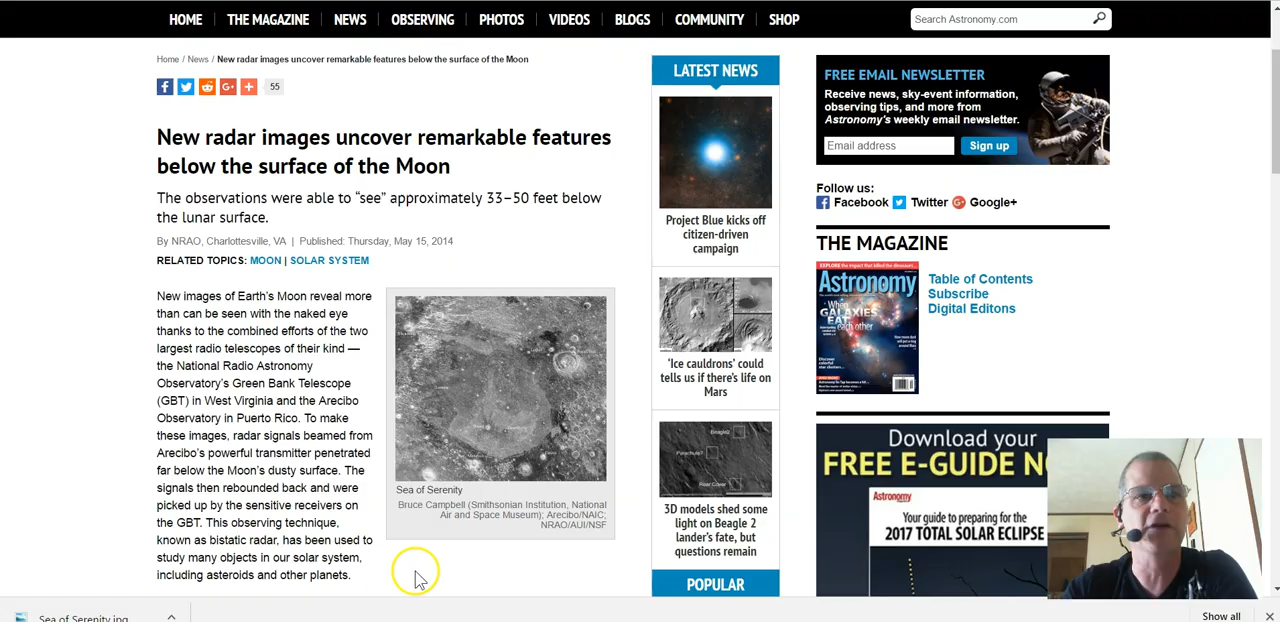 HOME THE MAGAZINE NEWS OBSERVING PHOTOS VIDEOS BLOGS COMMUNITY SHOP
Search Astronomy.com
Home / News / New radar images uncover remarkable features below the surface of the Moon
55
New radar images uncover remarkable features
below the surface of the Moon
The observations were able to “see” approximately 33–50 feet below
the lunar surface.
By NRAO, Charlottesville, VA | Published: Thursday, May 15, 2014
RELATED TOPICS: MOON | SOLAR SYSTEM
New images of Earth's Moon reveal more
than can be seen with the naked eye
thanks to the combined efforts of the two
largest radio telescopes of their kind —
the National Radio Astronomy
Observatory's Green Bank Telescope
(GBT) in West Virginia and the Arecibo
Observatory in Puerto Rico. To make
these images, radar signals beamed from
Arecibo's powerful transmitter penetrated
far below the Moon's dusty surface. The
signals then rebounded back and were
picked up by the sensitive receivers on
the GBT. This observing technique,
known as bistatic radar, has been used to
study many objects in our solar system,
including asteroids and other planets.
Sea of Serenity
Bruce Campbell (Smithsonian Institution, National
Air and Space Museum); Arecibo/NAIC;
NRAO/AUI/NSF
LATEST NEWS
Project Blue kicks off
citizen-driven
campaign
‘Ice cauldrons’ could
tells us if there's life on
Mars
Beagle2
Parachute?
Rear Cover
3D models shed some
light on Beagle 2
lander's fate, but
questions remain
POPULAR
FREE EMAIL NEWSLETTER
Receive news, sky-event information,
observing tips, and more from
Astronomy's weekly email newsletter.
Email address Sign up
Follow us:
Facebook Twitter Google+
THE MAGAZINE
Astronomy
When
GALAXIES
EAT
each other
Table of Contents
Subscribe
Digital Editons
Download your
FREE E-GUIDE
Astronomy
Your guide to preparing for the
2017 TOTAL SOLAR ECLIPSE
Sea of Serenity.jpg
Show all